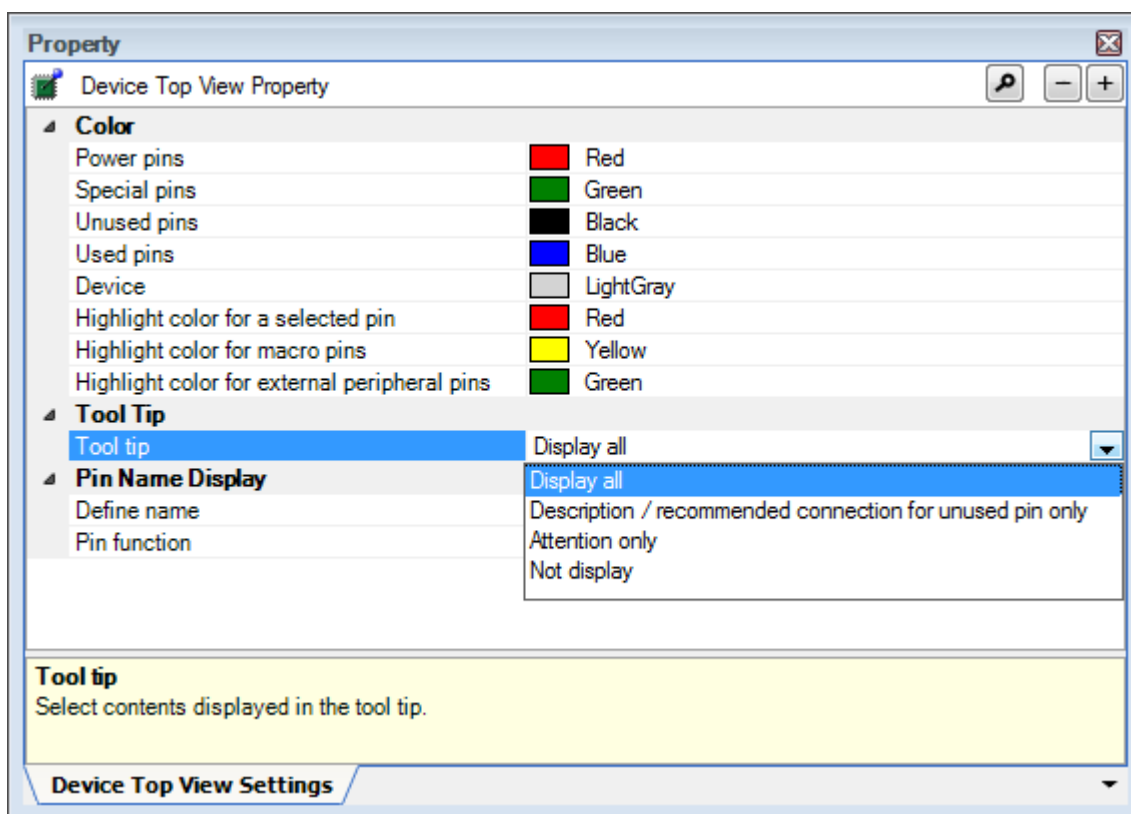 Property
Device Top View Property
Color
Power pins Red
Special pins Green
Unused pins Black
Used pins Blue
Device LightGray
Highlight color for a selected pin Red
Highlight color for macro pins Yellow
Highlight color for external peripheral pins Green
Tool Tip
Tool tip Display all
Pin Name Display Display all
Define name Description / recommended connection for unused pin only
Pin function Attention only
Not display
Tool tip
Select contents displayed in the tool tip.
Device Top View Settings